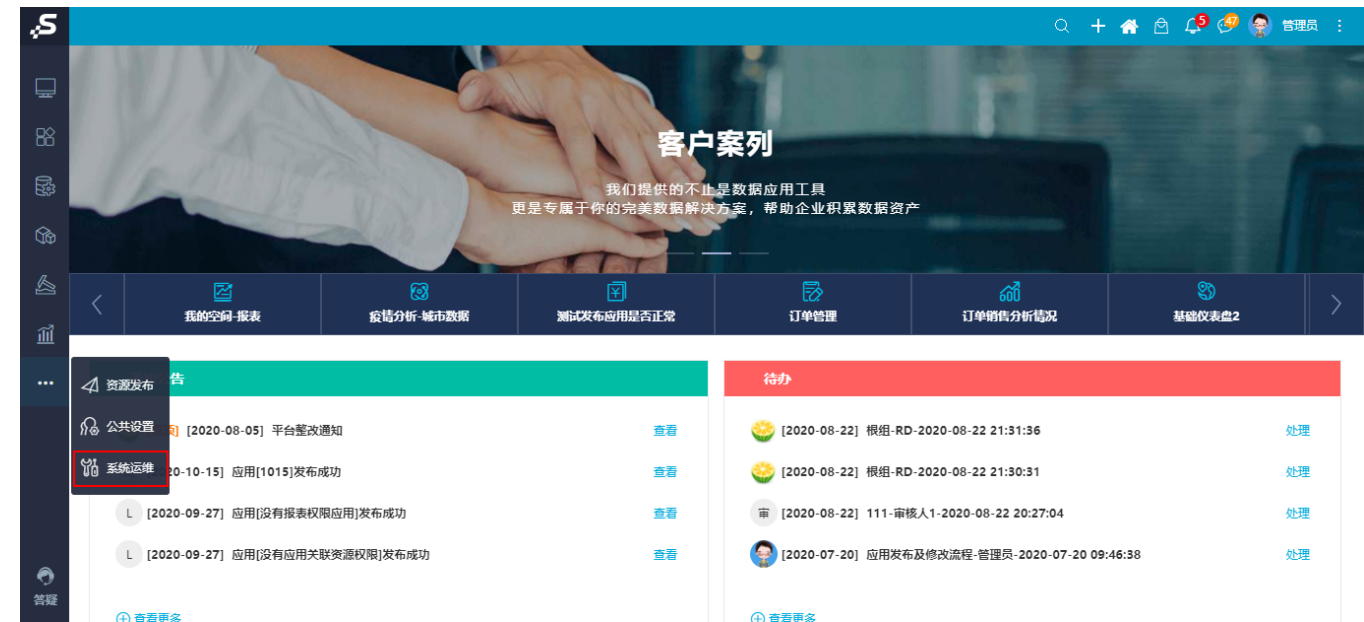 S
5
47
管理员
客户案列
我们提供的不止是数据应用工具
更是专属于你的完美数据解决方案，帮助企业积累数据资产
我的空间-报表
疫情分析-城市数据
测试发布应用是否正常
订单管理
订单销售分析情况
基础仪表盘2
资源发布
公共设置
系统运维
告
[2020-08-05] 平台整改通知 查看
20-10-15] 应用[1015]发布成功 查看
L [2020-09-27] 应用[没有报表权限应用]发布成功 查看
L [2020-09-27] 应用[没有应用关联资源权限]发布成功 查看
查看更多
待办
[2020-08-22] 根组-RD-2020-08-22 21:31:36 处理
[2020-08-22] 根组-RD-2020-08-22 21:30:31 处理
审 [2020-08-22] 111-审核人1-2020-08-22 20:27:04 处理
[2020-07-20] 应用发布及修改流程-管理员-2020-07-20 09:46:38 处理
查看更多
答疑